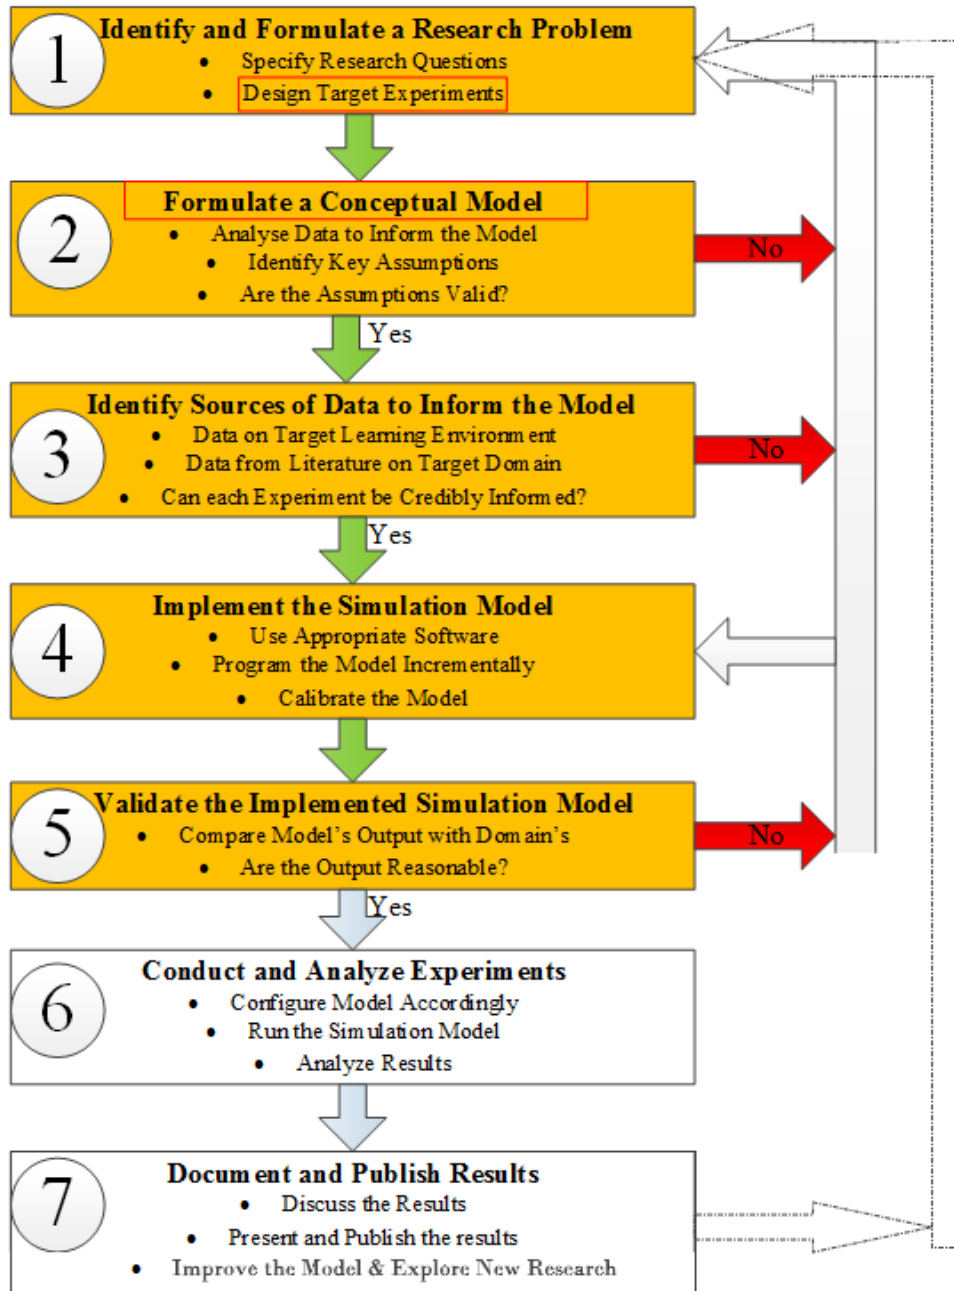 1
Identify and Formulate a Research Problem
• Specify Research Questions
• Design Target Experiments
2
Formulate a Conceptual Model
• Analyse Data to Inform the Model
• Identify Key Assumptions
• Are the Assumptions Valid?
No
Yes
3
Identify Sources of Data to Inform the Model
• Data on Target Learning Environment
• Data from Literature on Target Domain
• Can each Experiment be Credibly Informed?
No
Yes
4
Implement the Simulation Model
• Use Appropriate Software
• Program the Model Incrementally
• Calibrate the Model
5
Validate the Implemented Simulation Model
• Compare Model's Output with Domain's
• Are the Output Reasonable?
No
Yes
6
Conduct and Analyze Experiments
• Configure Model Accordingly
• Run the Simulation Model
• Analyze Results
7
Document and Publish Results
• Discuss the Results
• Present and Publish the results
• Improve the Model & Explore New Research